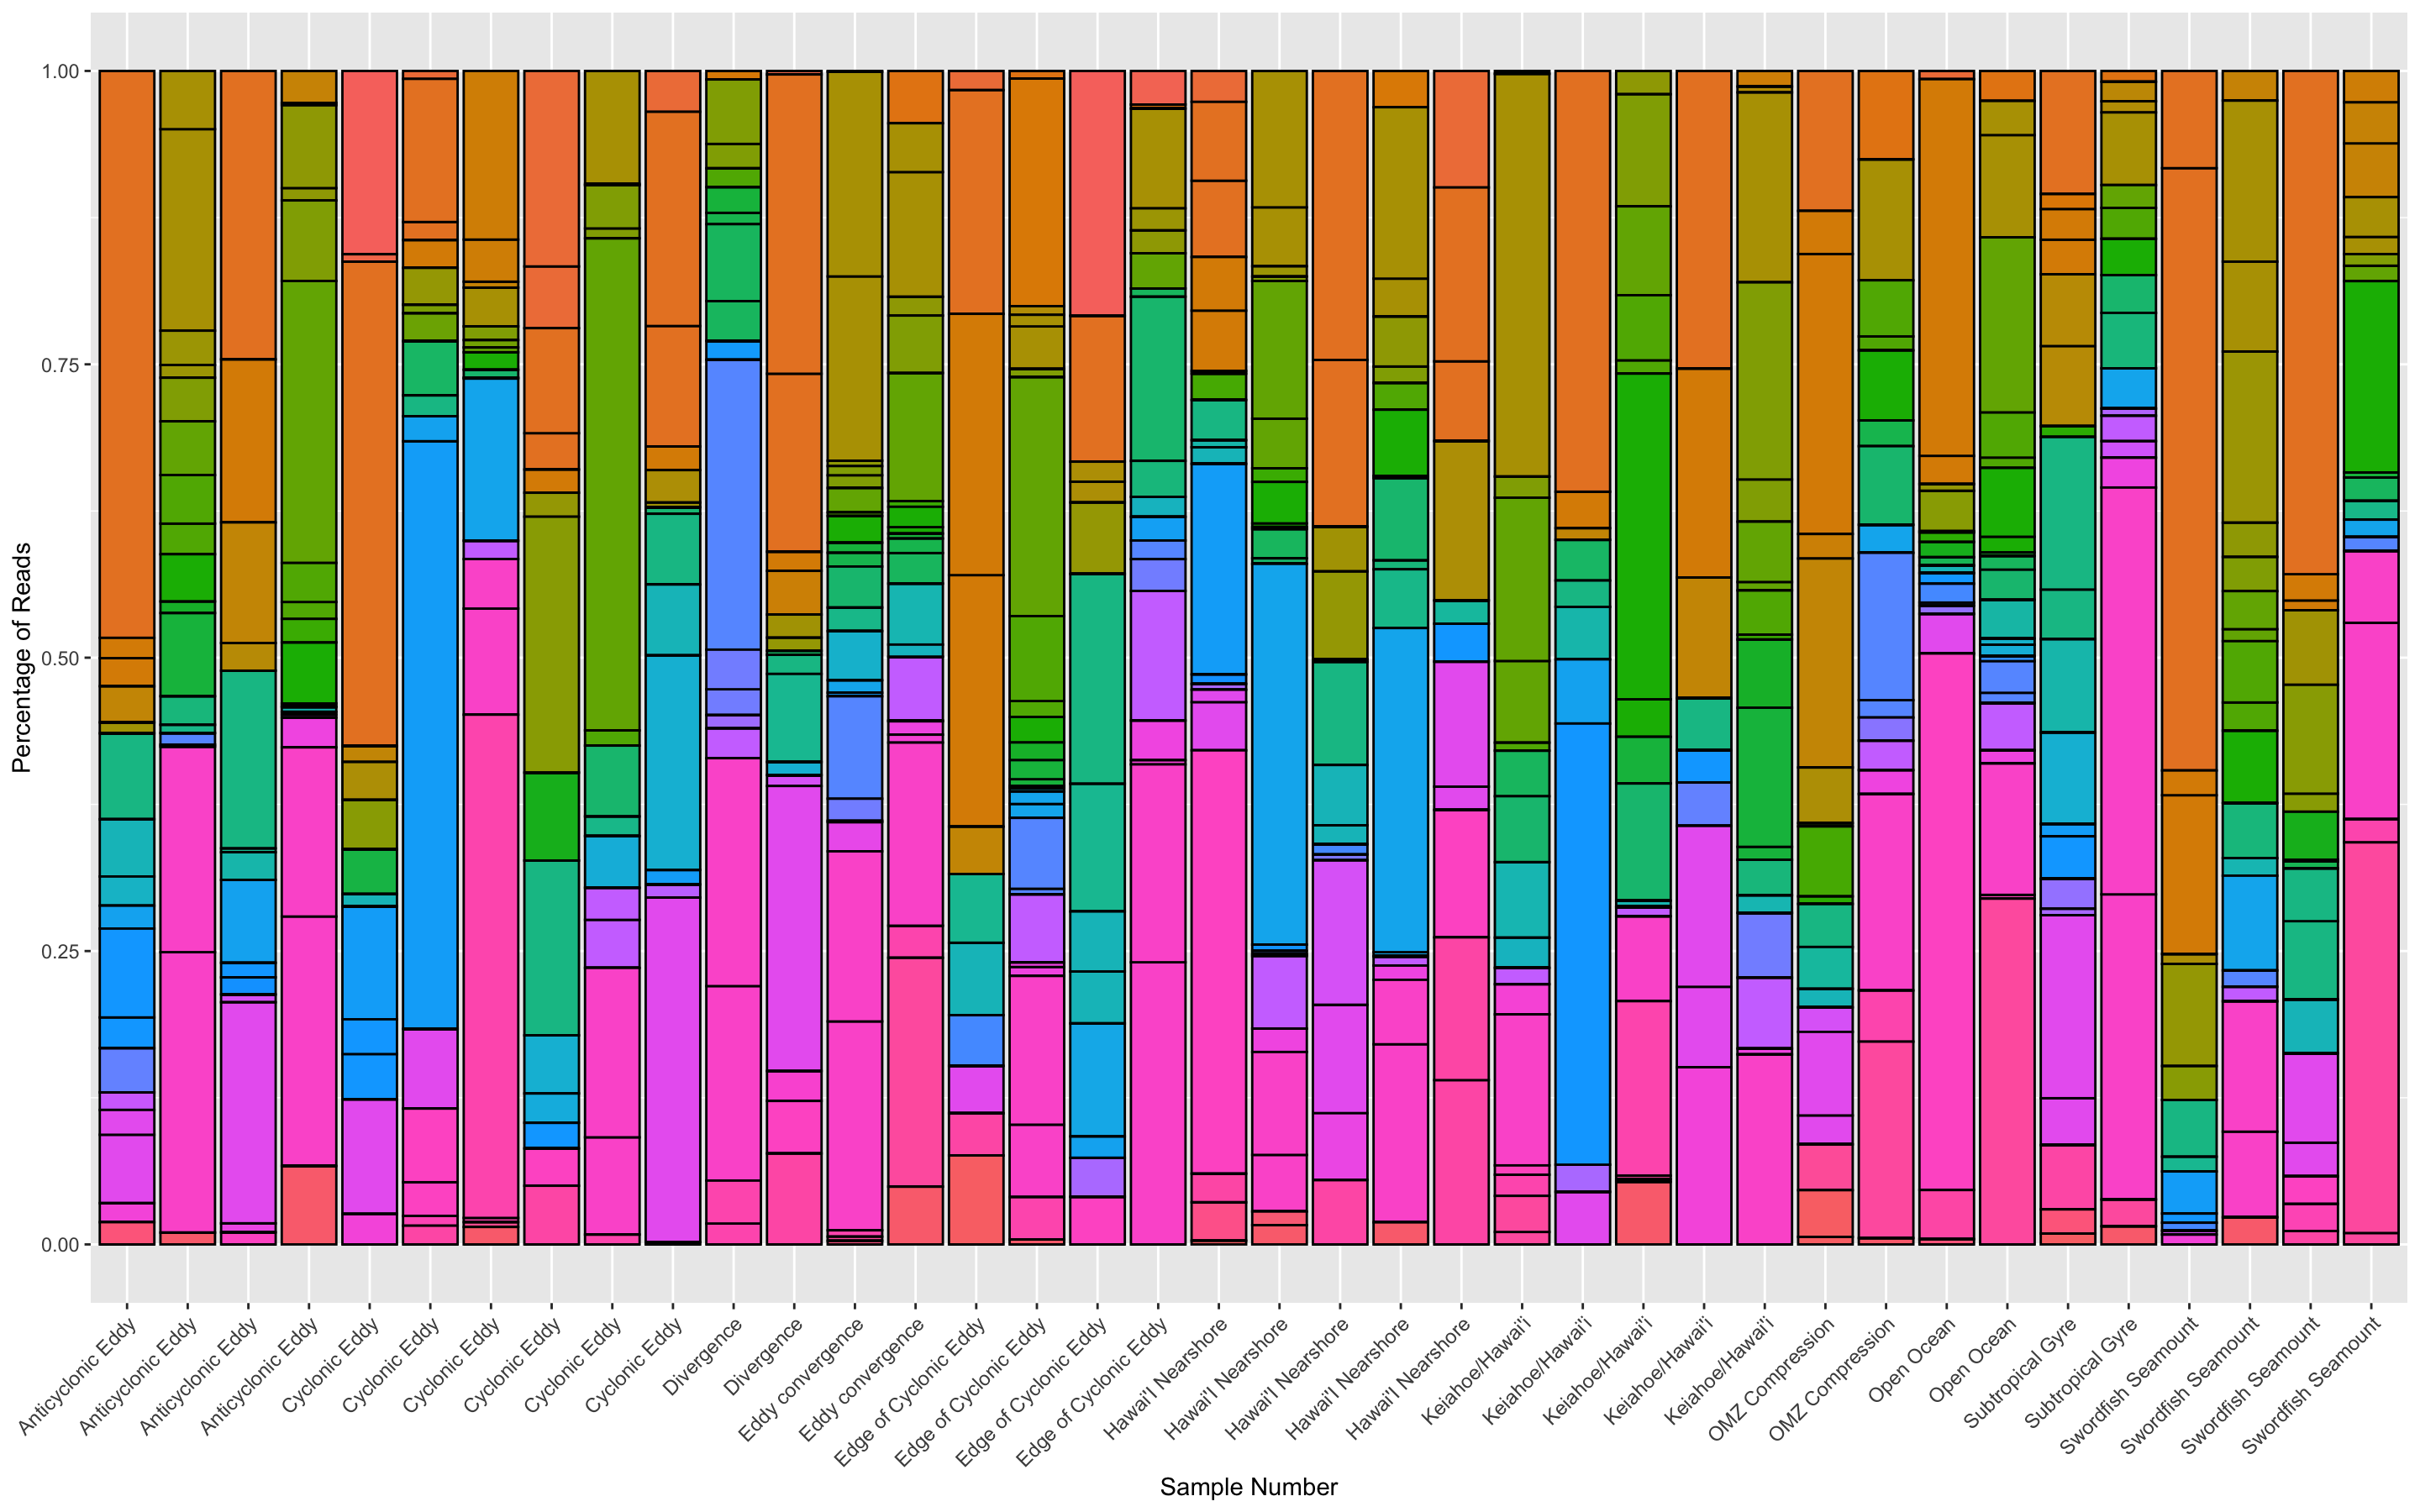 Percentage of Reads
1.00
0.75
0.50
0.25
0.00
Anticyclonic Eddy
Anticyclonic Eddy
Anticyclonic Eddy
Anticyclonic Eddy
Cyclonic Eddy
Cyclonic Eddy
Cyclonic Eddy
Cyclonic Eddy
Cyclonic Eddy
Cyclonic Eddy
Divergence
Divergence
Eddy convergence
Eddy convergence
Edge of Cyclonic Eddy
Edge of Cyclonic Eddy
Edge of Cyclonic Eddy
Edge of Cyclonic Eddy
Hawai'I Nearshore
Hawai'I Nearshore
Hawai'I Nearshore
Hawai'I Nearshore
Hawai'I Nearshore
Keiahoe/Hawai'i
Keiahoe/Hawai'i
Keiahoe/Hawai'i
Keiahoe/Hawai'i
Keiahoe/Hawai'i
OMZ Compression
OMZ Compression
Open Ocean
Open Ocean
Subtropical Gyre
Subtropical Gyre
Swordfish Seamount
Swordfish Seamount
Swordfish Seamount
Swordfish Seamount
Sample Number